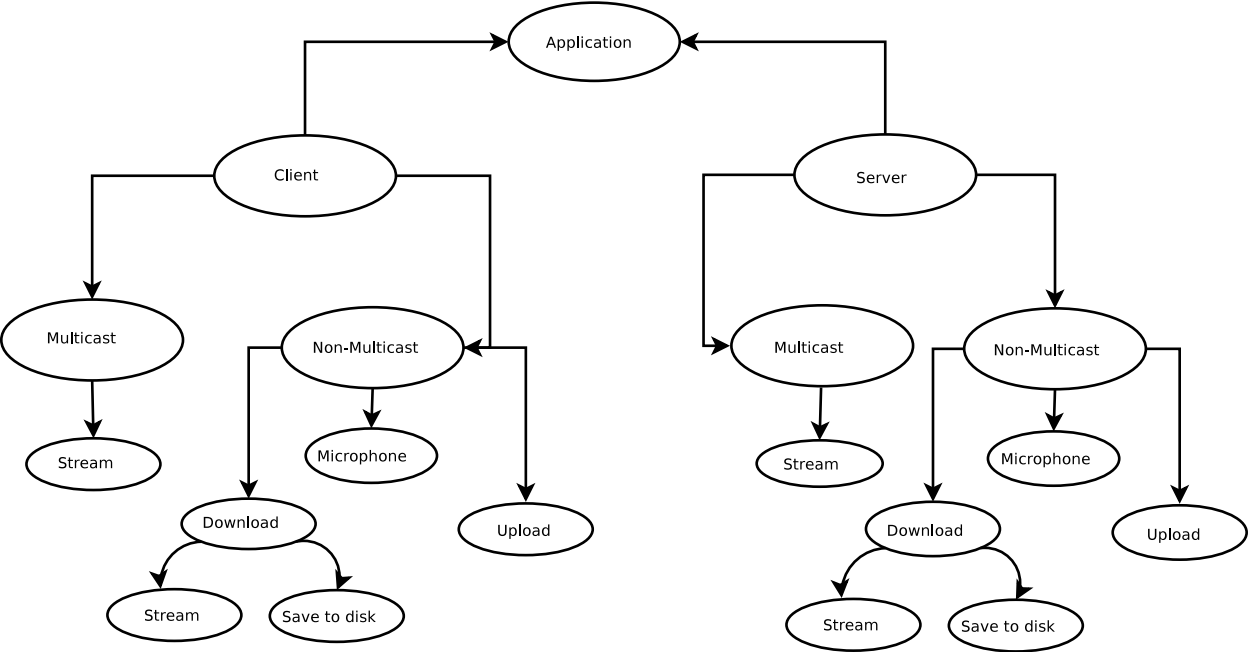 Application
Client
Server
Multicast
Non-Multicast
Multicast
Non-Multicast
Stream
Microphone
Stream
Microphone
Download
Upload
Download
Upload
Stream
Save to disk
Stream
Save to disk